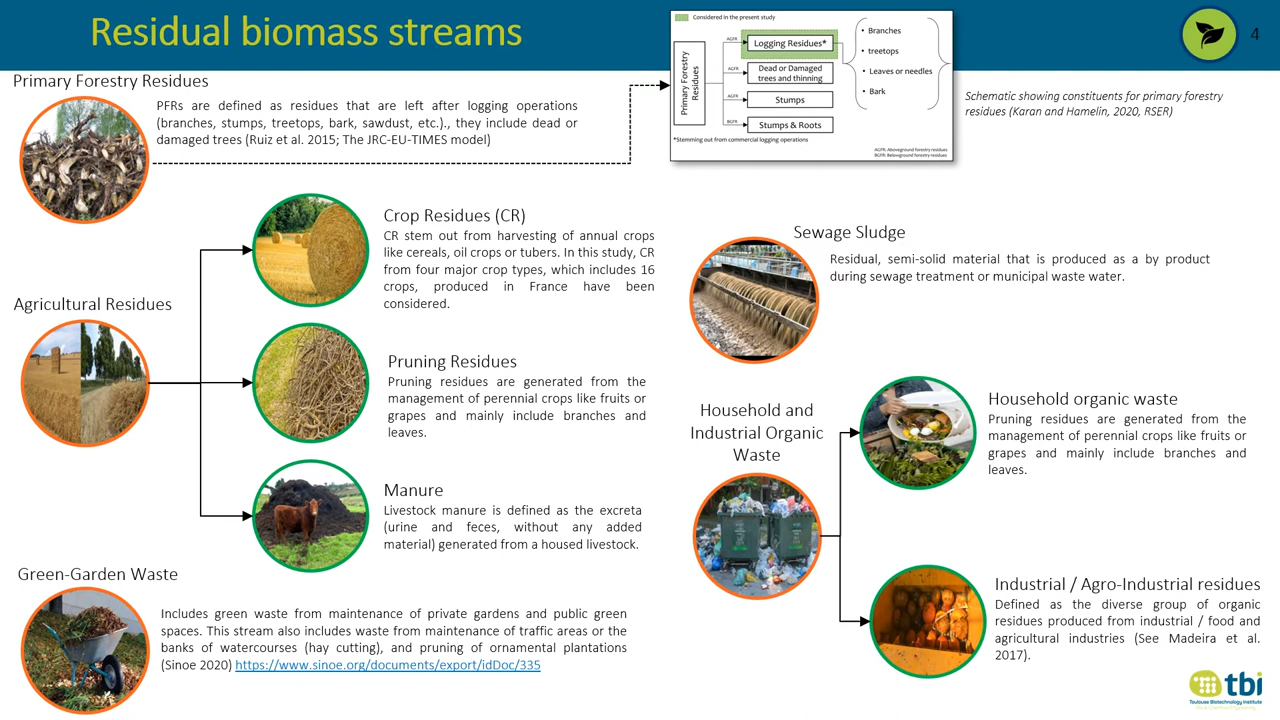 Residual biomass streams
4
Primary Forestry Residues
PFRs are defined as residues that are left after logging operations
(branches, stumps, treetops, bark, sawdust, etc.)., they include dead or
damaged trees (Ruiz et al. 2015; The JRC-EU-TIMES model)
Considered in the present study
Primary Forestry
Residues
AGFR
Logging Residues*
AGFR
Dead or Damaged
trees and thinning
AGFR
Stumps
BGFR
Stumps & Roots
• Branches
• treetops
• Leaves or needles
• Bark
*Stemming out from commercial logging operations
AGFR: Aboveground forestry residues
BGFR: Belowground forestry residues
Schematic showing constituents for primary forestry
residues (Karan and Hamelin, 2020, RSER)
Agricultural Residues
Crop Residues (CR)
CR stem out from harvesting of annual crops
like cereals, oil crops or tubers. In this study, CR
from four major crop types, which includes 16
crops, produced in France have been
considered.
Pruning Residues
Pruning residues are generated from the
management of perennial crops like fruits or
grapes and mainly include branches and
leaves.
Manure
Livestock manure is defined as the excreta
(urine and feces, without any added
material) generated from a housed livestock.
Green-Garden Waste
Includes green waste from maintenance of private gardens and public green
spaces. This stream also includes waste from maintenance of traffic areas or the
banks of watercourses (hay cutting), and pruning of ornamental plantations
(Sinoe 2020) https://www.sinoe.org/documents/export/idDoc/335
Sewage Sludge
Residual, semi-solid material that is produced as a by product
during sewage treatment or municipal waste water.
Household and
Industrial Organic
Waste
Household organic waste
Pruning residues are generated from the
management of perennial crops like fruits or
grapes and mainly include branches and
leaves.
Industrial / Agro-Industrial residues
Defined as the diverse group of organic
residues produced from industrial / food and
agricultural industries (See Madeira et al.
2017).
tbi
Toulouse Biotechnology Institute